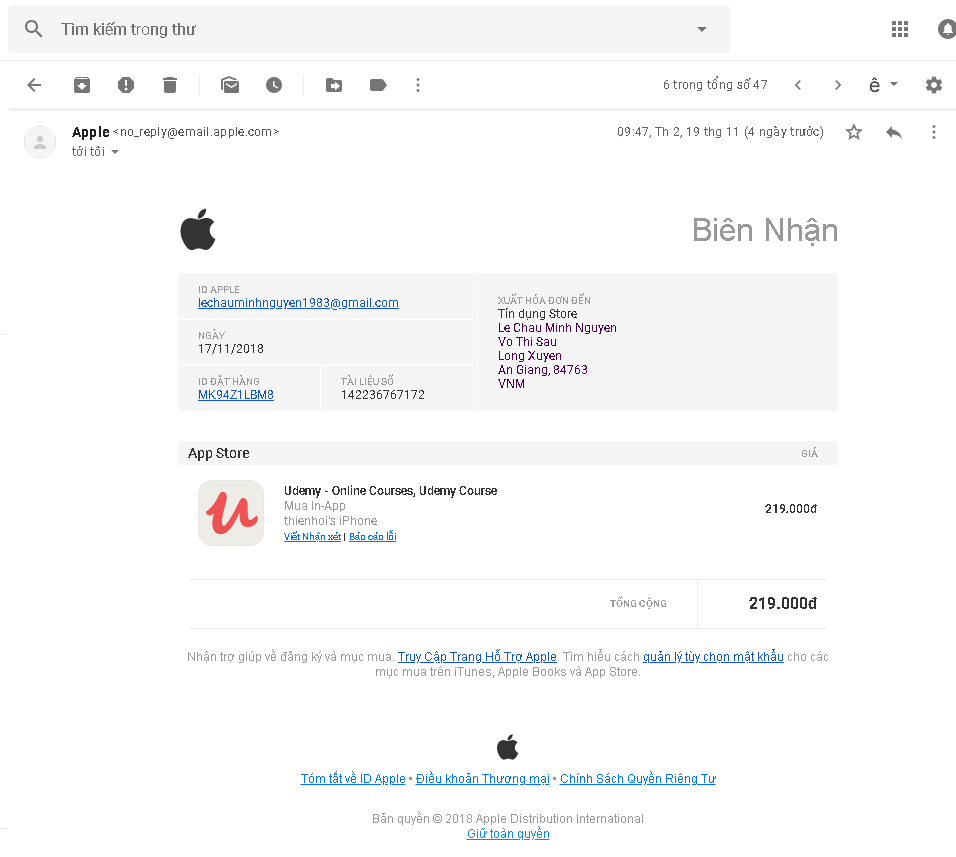 Tìm kiếm trong thư
6 trong tổng số 47
ê
Apple <no_reply@email.apple.com>
09:47, Th 2, 19 thg 11 (4 ngày trước)
tới tôi
Biên Nhận
ID APPLE
lechauminhnguyen1983@gmail.com
XUẤT HÓA ĐƠN ĐẾN
Tín dụng Store
Le Chau Minh Nguyen
Vo Thi Sau
Long Xuyen
An Giang, 84763
VNM
NGÀY
17/11/2018
ID ĐẶT HÀNG
MK94Z1LBM8
TÀI LIỆU SỐ
142236767172
App Store
GIÁ
Udemy - Online Courses, Udemy Course
Mua In-App
thienhoi's iPhone
Viết Nhận xét | Báo cáo lỗi
219.000đ
TỔNG CỘNG
219.000đ
Nhận trợ giúp về đăng ký và mục mua. Truy Cập Trang Hỗ Trợ Apple. Tìm hiểu cách quản lý tùy chọn mật khẩu cho các
mục mua trên iTunes, Apple Books và App Store.
Tóm tắt về ID Apple • Điều khoản Thương mại • Chính Sách Quyền Riêng Tư
Bản quyền © 2018 Apple Distribution International
Giữ toàn quyền